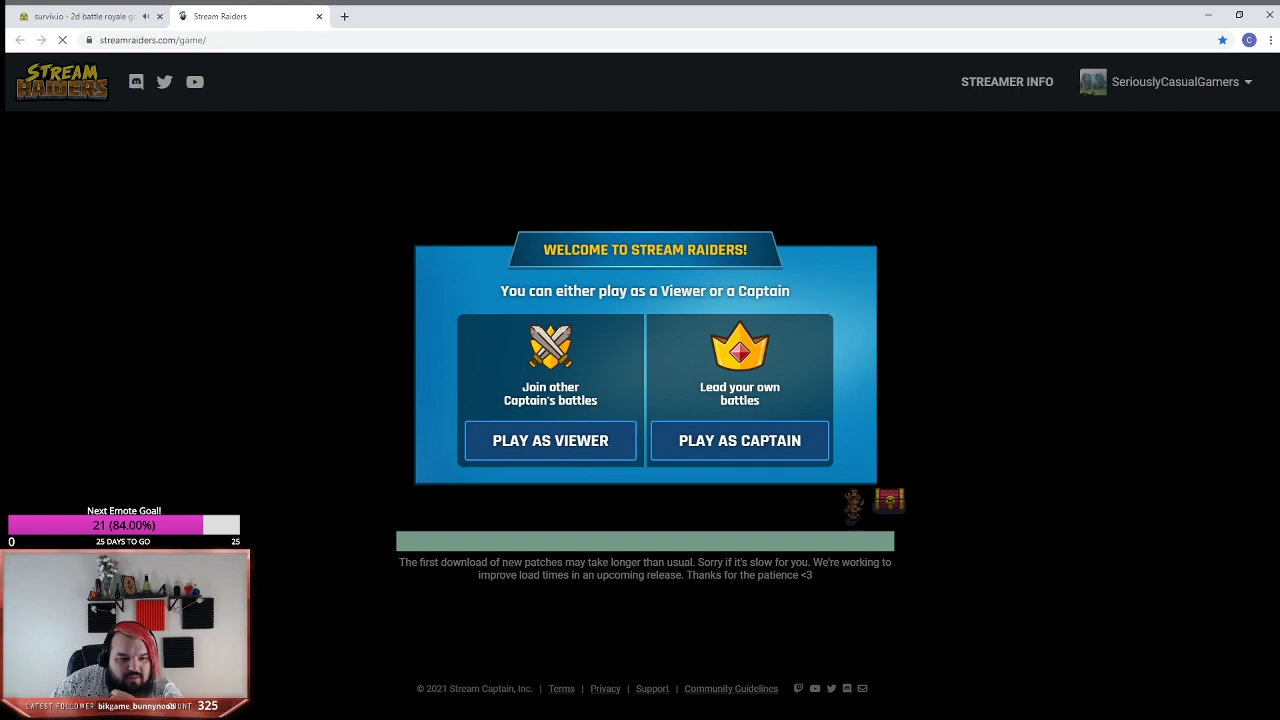 surviv.io - 2d battle royale ga
Stream Raiders
streamraiders.com/game/
C
STREAM
RAIDERS
STREAMER INFO
SeriouslyCasualGamers
WELCOME TO STREAM RAIDERS!
You can either play as a Viewer or a Captain
Join other
Captain's battles
PLAY AS VIEWER
Lead your own
battles
PLAY AS CAPTAIN
The first download of new patches may take longer than usual. Sorry if it's slow for you. We're working to
improve load times in an upcoming release. Thanks for the patience <3
Next Emote Goal!
21 (84.00%)
0
25 DAYS TO GO
25
LATEST FOLLOWER
325
© 2021 Stream Captain, Inc. | Terms | Privacy | Support | Community Guidelines